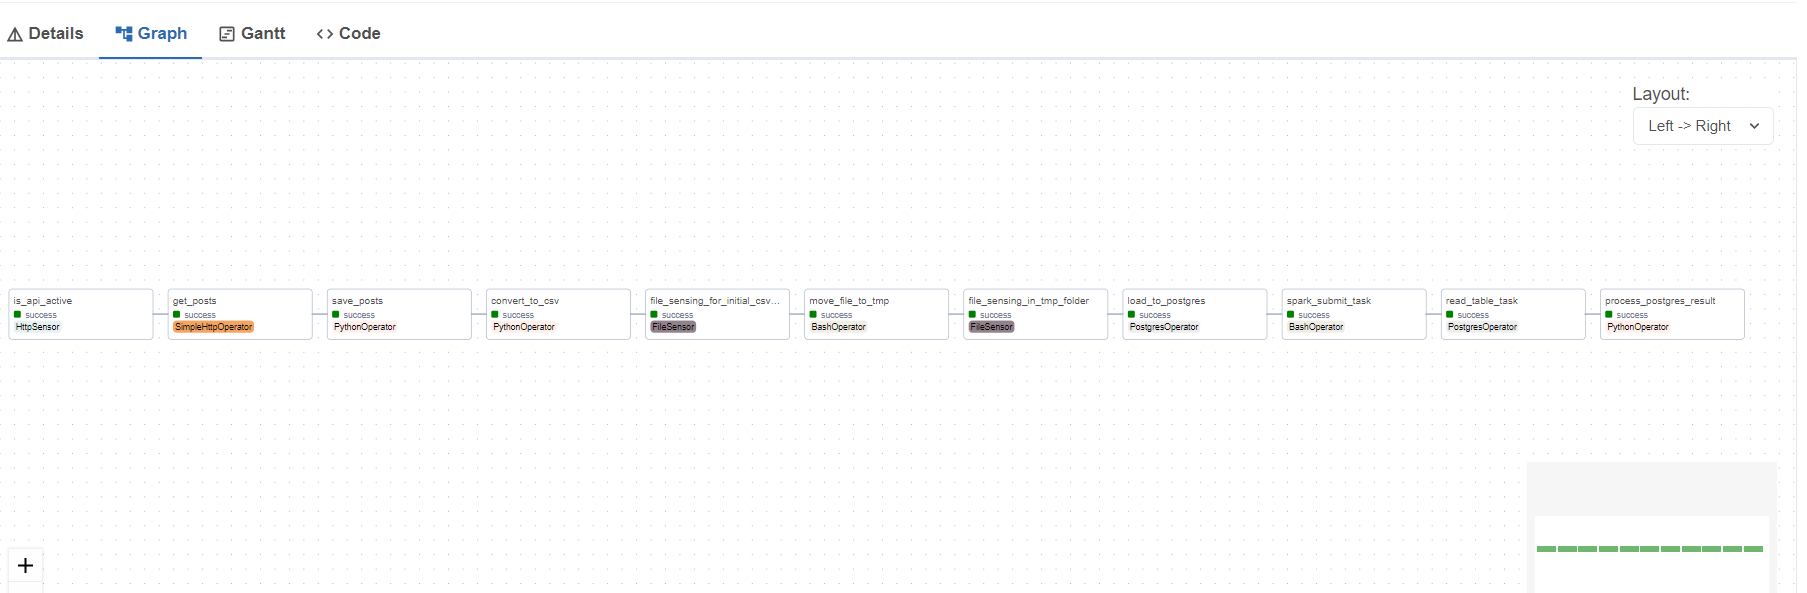 Details
Graph
Gantt
Code
Layout:
Left -> Right
is_api_active
success
HttpSensor
get_posts
success
SimpleHttpOperator
save_posts
success
PythonOperator
convert_to_csv
success
PythonOperator
file_sensing_for_initial_csv...
success
FileSensor
move_file_to_tmp
success
BashOperator
file_sensing_in_tmp_folder
success
FileSensor
load_to_postgres
success
PostgresOperator
spark_submit_task
success
BashOperator
read_table_task
success
PostgresOperator
process_postgres_result
success
PythonOperator